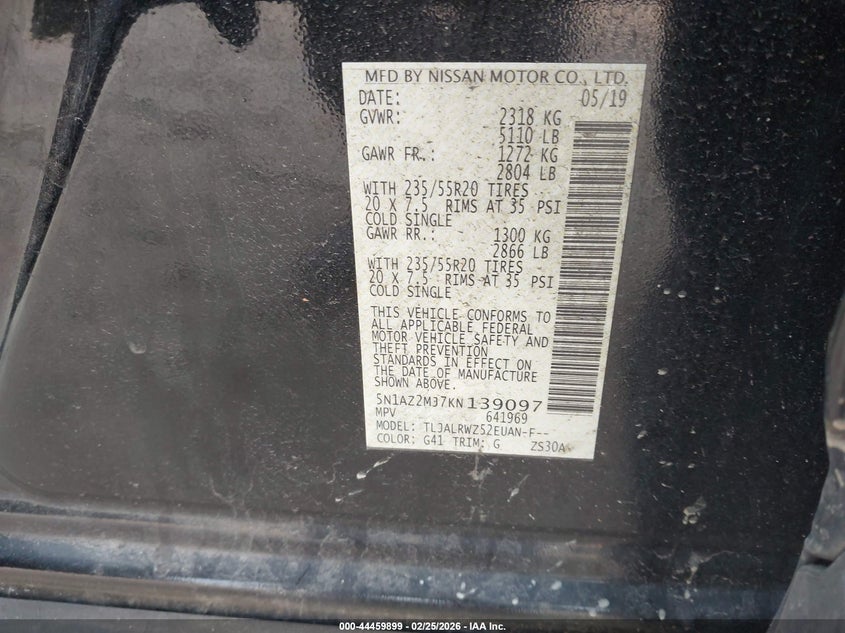 MFD BY NISSAN MOTOR CO., LTD.
DATE: 05/19
GVWR: 2318 KG
5110 LB
GAWR FR.: 1272 KG
2804 LB
WITH 235/55R20 TIRES
20 X 7.5 RIMS AT 35 PSI
COLD SINGLE
GAWR RR.: 1300 KG
2866 LB
WITH 235/55R20 TIRES
20 X 7.5 RIMS AT 35 PSI
COLD SINGLE
THIS VEHICLE CONFORMS TO
ALL APPLICABLE FEDERAL
MOTOR VEHICLE SAFETY AND
THEFT PREVENTION
STANDARDS IN EFFECT ON
THE DATE OF MANUFACTURE
SHOWN ABOVE.
5N1AZ2MJ7KN139097
MPV 641969
MODEL: TLJALRWZ52EUAN-F--
COLOR: G41 TRIM: G ZS30A
000-44459899 - 02/25/2026 - IAA Inc.